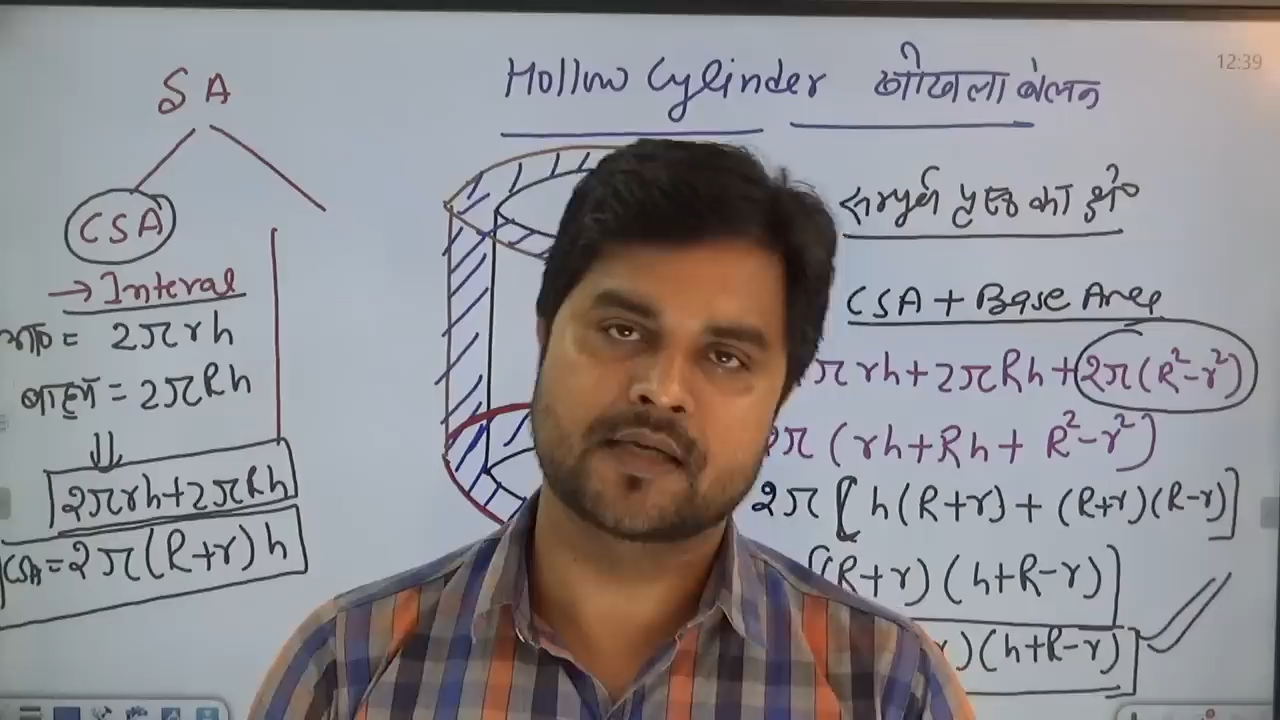 12:39
Hollow Cylinder खोखला बेलन
SA
CSA
→ Interal
= 2πrh
= 2πRh
2πrh+2πRh
CSA = 2π(R+r)h
सम्पूर्ण पृष्ठ का क्षे०
CSA + Base Area
πrh+2πRh+2π(R²-r²)
2π(rh+Rh+R²-r²)
2π[h(R+r)+(R+r)(R-r)]
(R+r)(h+R-r)
r)(h+R-r)